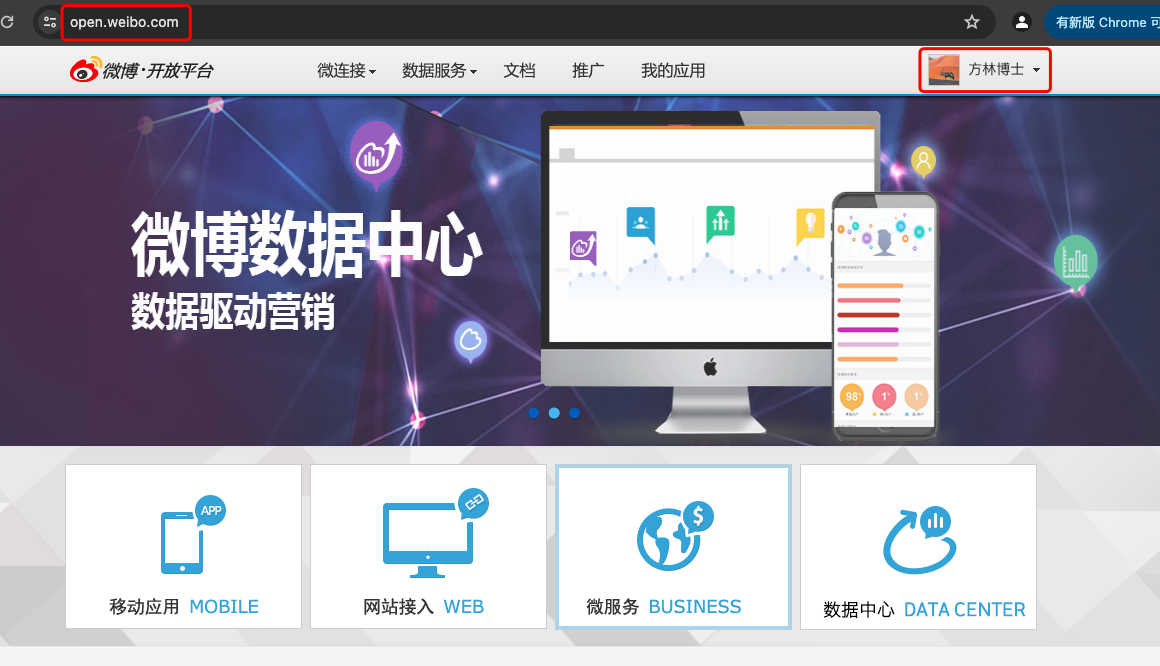 open.weibo.com
有新版 Chrome 可
微博·开放平台
微连接
数据服务
文档
推广
我的应用
方林博士
微博数据中心
数据驱动营销
98%
1%
1%
APP
$
移动应用 MOBILE
网站接入 WEB
微服务 BUSINESS
数据中心 DATA CENTER